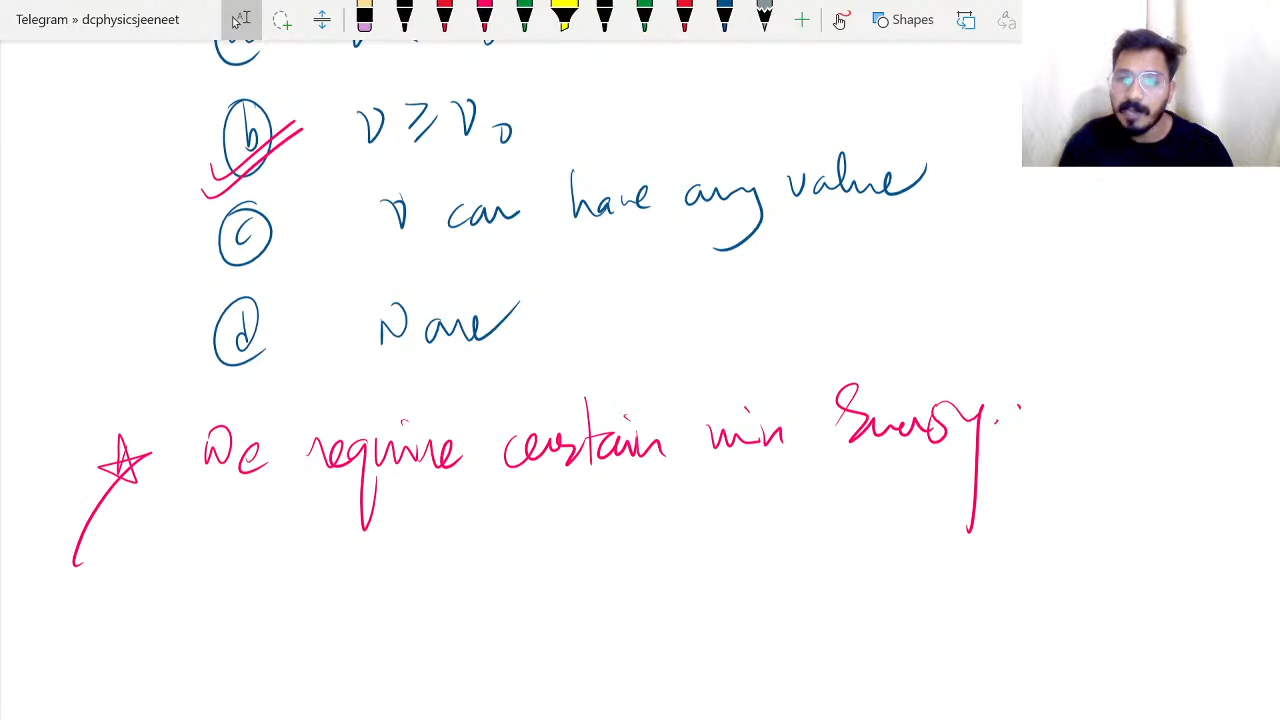 Telegram » dcphysicsjeeneet
Shapes
b ν ≥ ν₀
c ν can have any value
d None
We require certain min Energy.